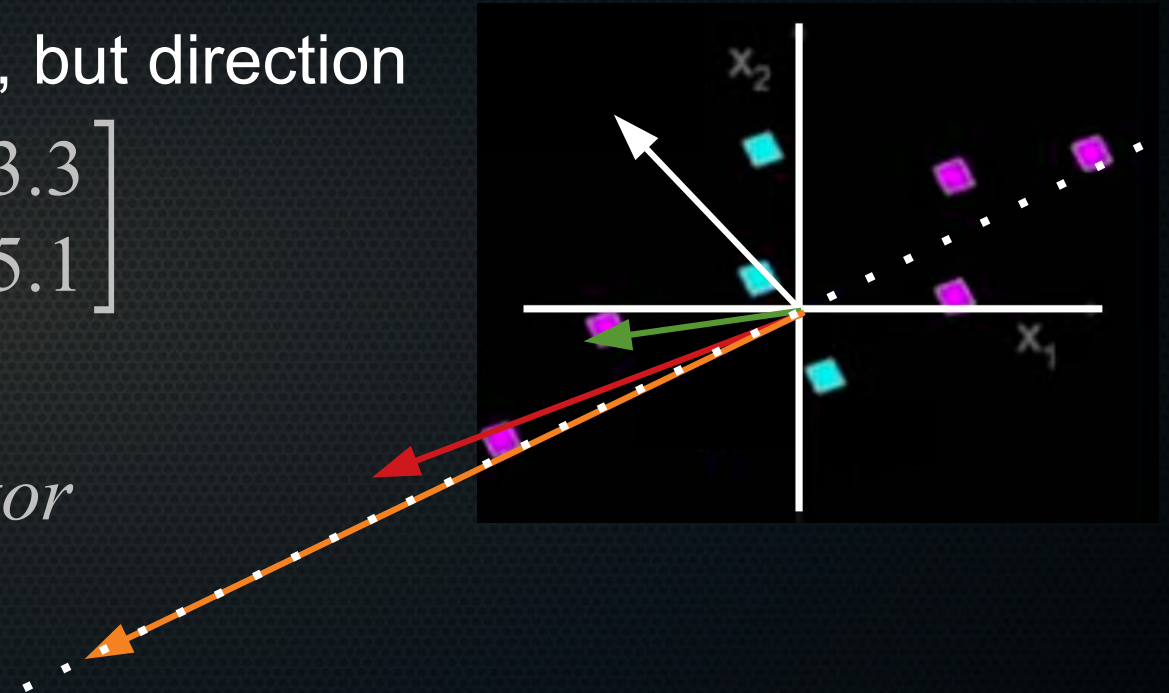 , but direction
3.3
5.1
or
x₂
x₁